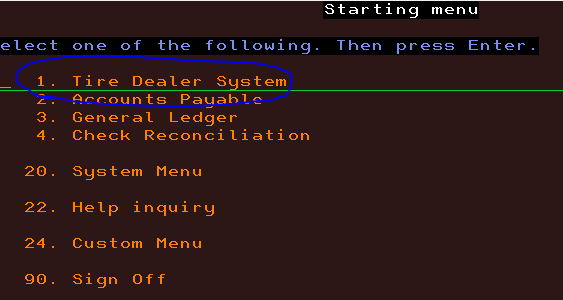 Starting menu
elect one of the following. Then press Enter.
1. Tire Dealer System
2. Accounts Payable
3. General Ledger
4. Check Reconciliation
20. System Menu
22. Help inquiry
24. Custom Menu
90. Sign Off